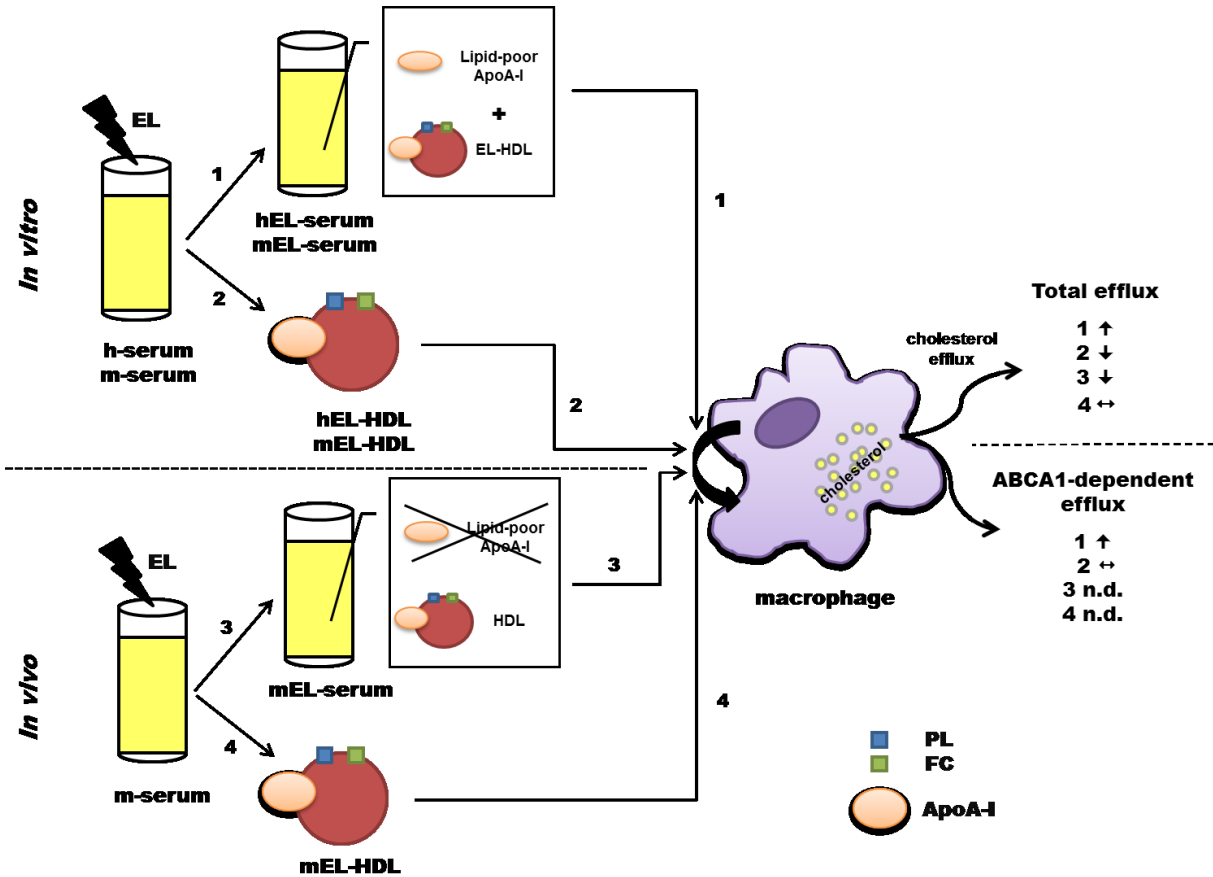 In vitro
EL
h-serum
m-serum
1
2
hEL-serum
mEL-serum
Lipid-poor
ApoA-I
+
EL-HDL
hEL-HDL
mEL-HDL
1
2
In vivo
EL
m-serum
3
4
mEL-serum
Lipid-poor
ApoA-I
HDL
mEL-HDL
3
4
cholesterol
macrophage
cholesterol
efflux
Total efflux
1 ↑
2 ↓
3 ↓
4 ↔
ABCA1-dependent
efflux
1 ↑
2 ↔
3 n.d.
4 n.d.
PL
FC
ApoA-I